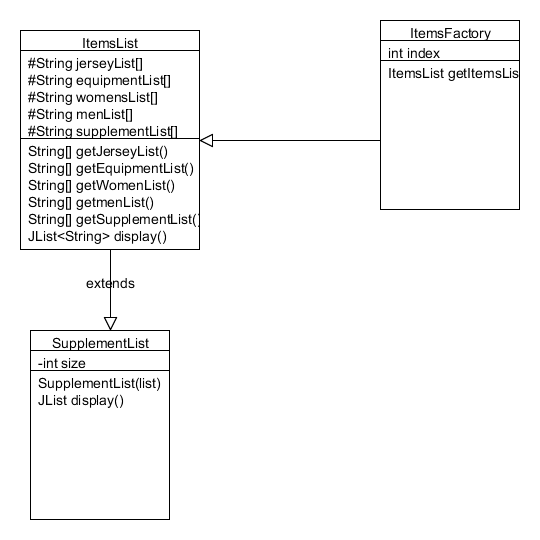 ItemsList
#String jerseyList[]
#String equipmentList[]
#String womensList[]
#String menList[]
#String supplementList[]
String[] getJerseyList()
String[] getEquipmentList()
String[] getWomenList()
String[] getmenList()
String[] getSupplementList()
JList<String> display()
ItemsFactory
int index
ItemsList getItemsLis
extends
SupplementList
-int size
SupplementList(list)
JList display()